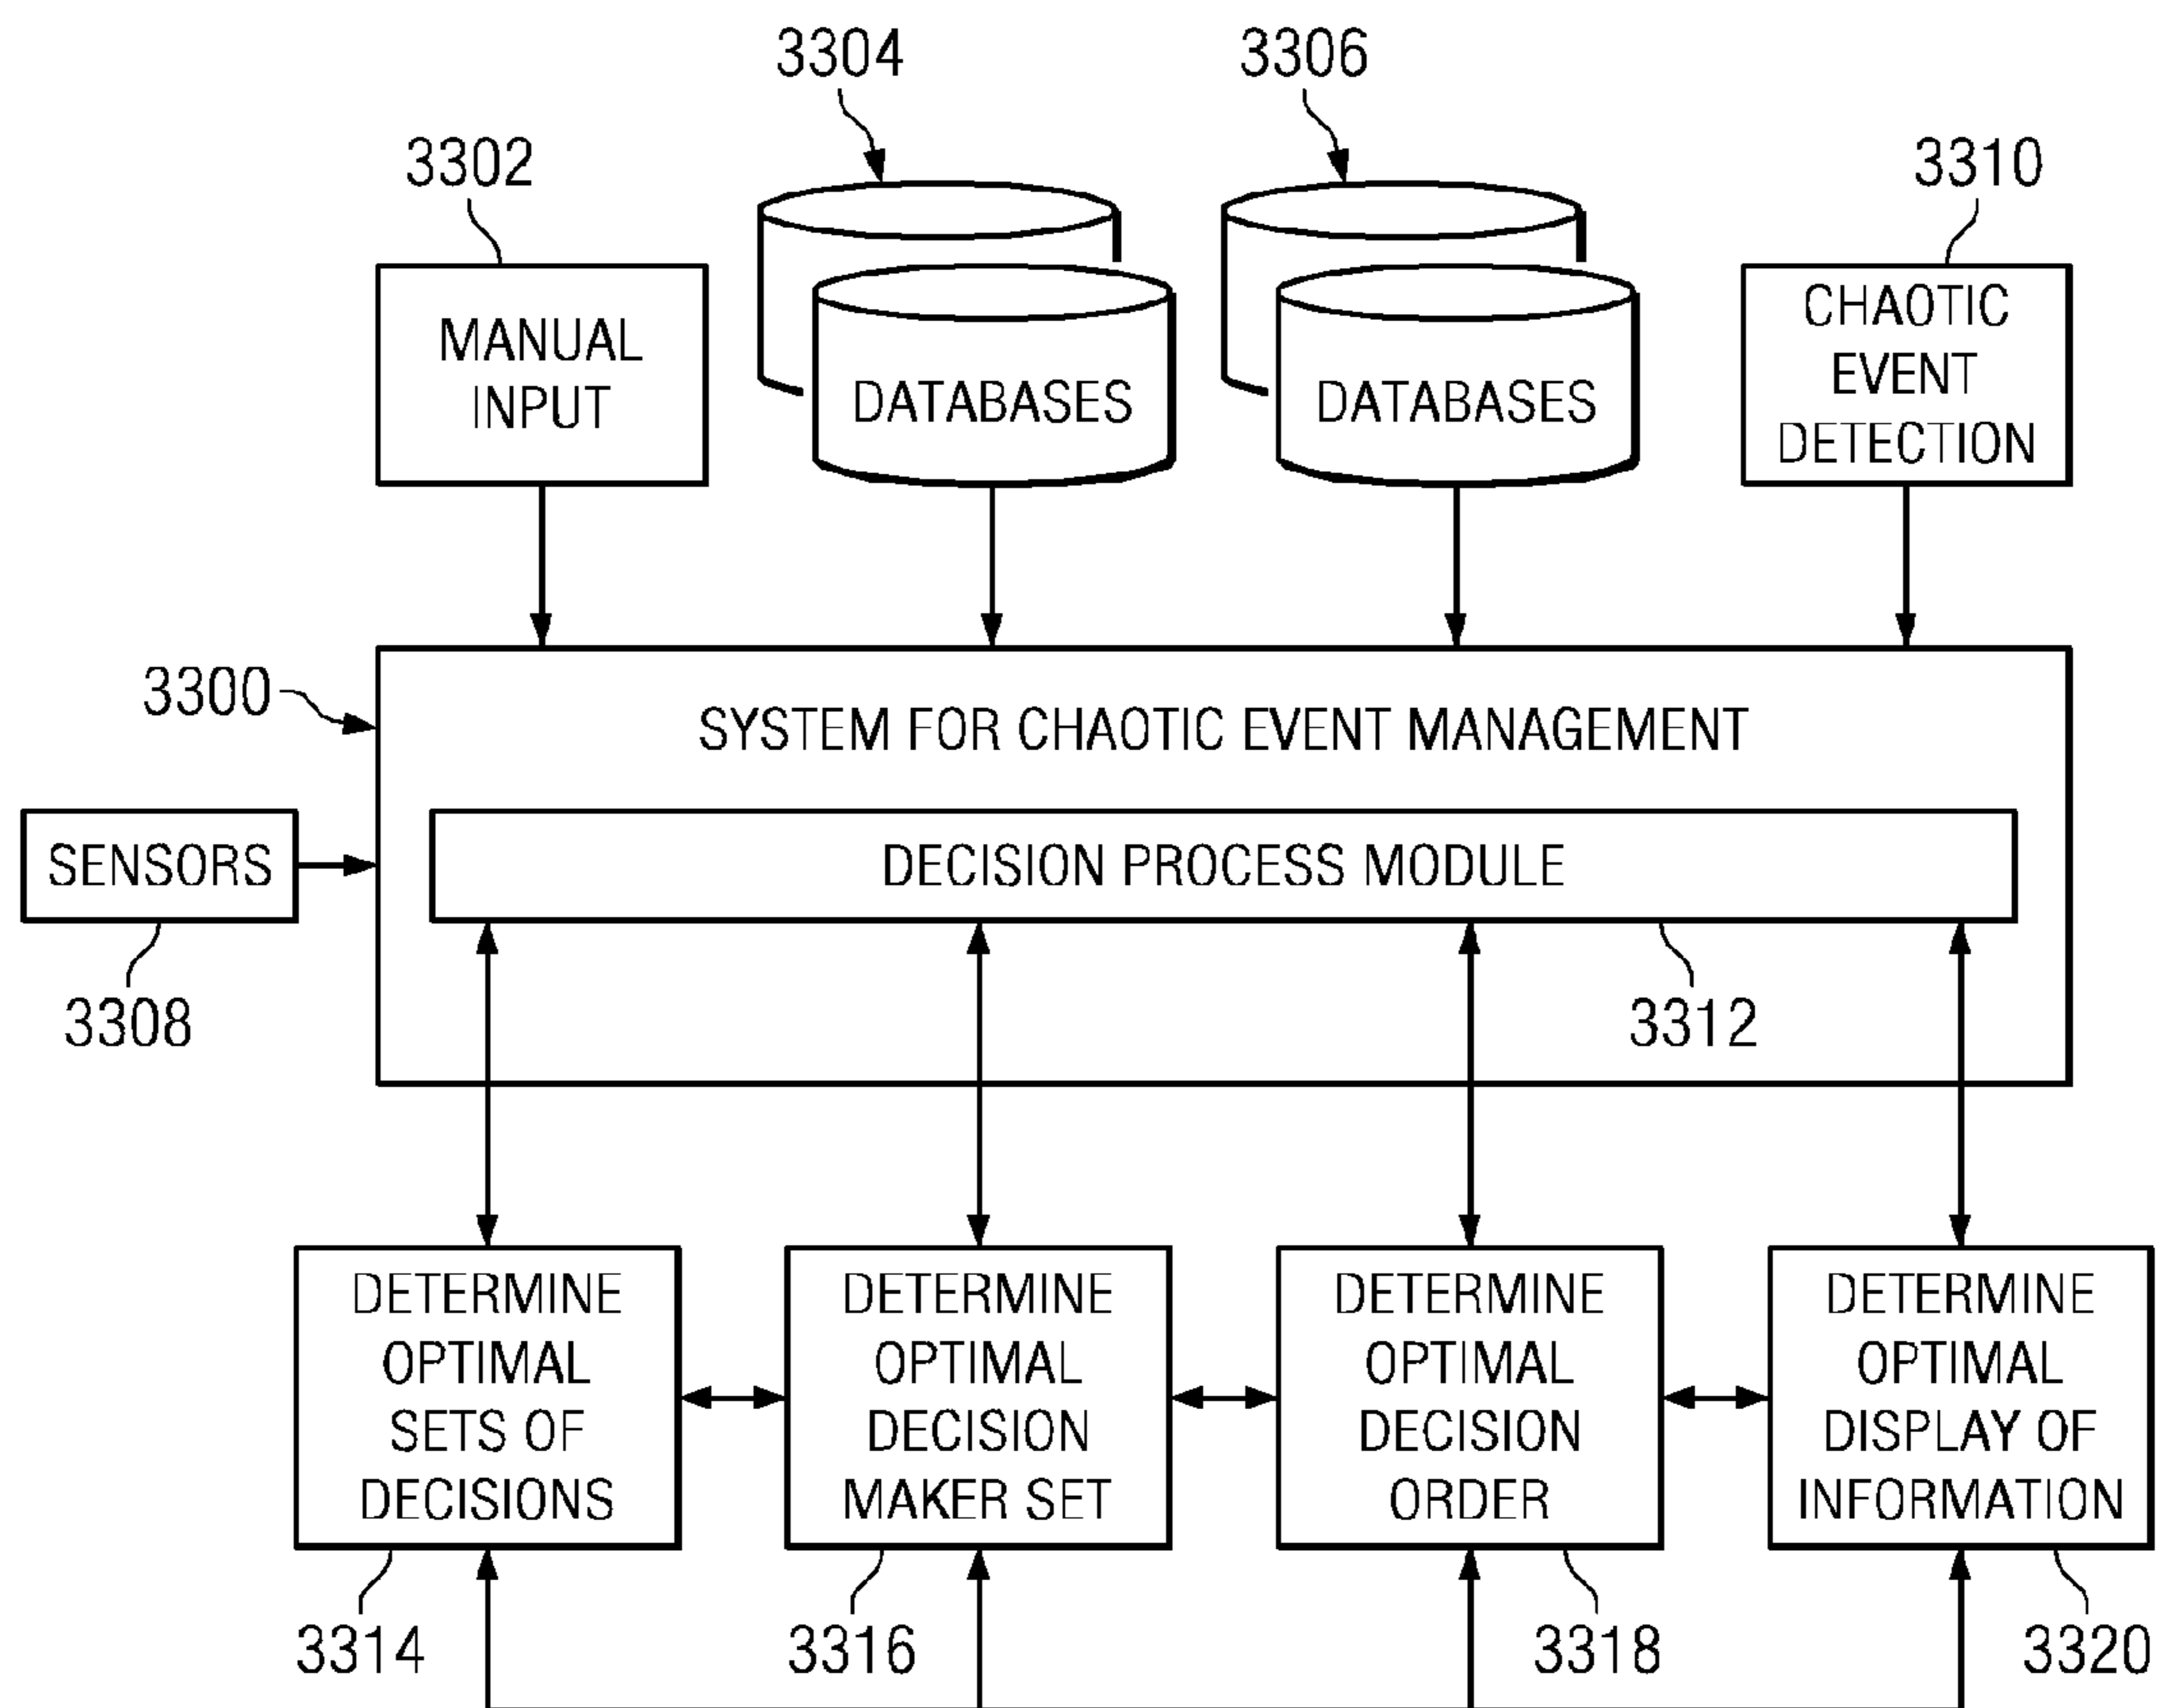 3304
3306
3302
3310
MANUAL
INPUT
DATABASES
DATABASES
CHAOTIC
EVENT
DETECTION
3300
SYSTEM FOR CHAOTIC EVENT MANAGEMENT
SENSORS
DECISION PROCESS MODULE
3308
3312
DETERMINE
OPTIMAL
SETS OF
DECISIONS
DETERMINE
OPTIMAL
DECISION
MAKER SET
DETERMINE
OPTIMAL
DECISION
ORDER
DETERMINE
OPTIMAL
DISPLAY OF
INFORMATION
3314
3316
3318
3320